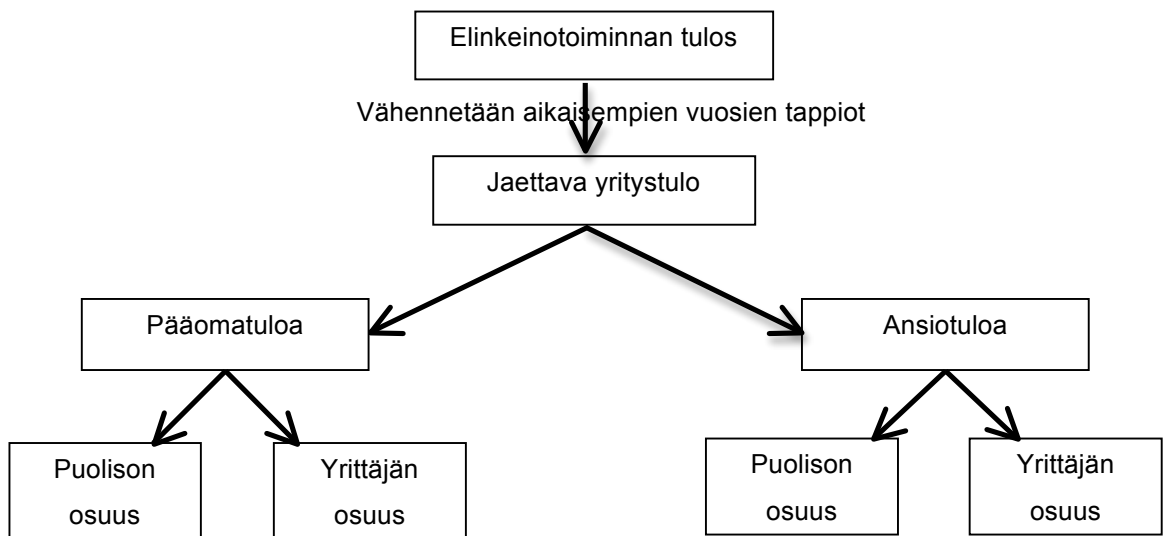 Elinkeinotoiminnan tulos
Vähennetään aikaisempien vuosien tappiot
Jaettava yritystulo
Pääomatuloa
Ansiotuloa
Puolison
osuus
Yrittäjän
osuus
Puolison
osuus
Yrittäjän
osuus